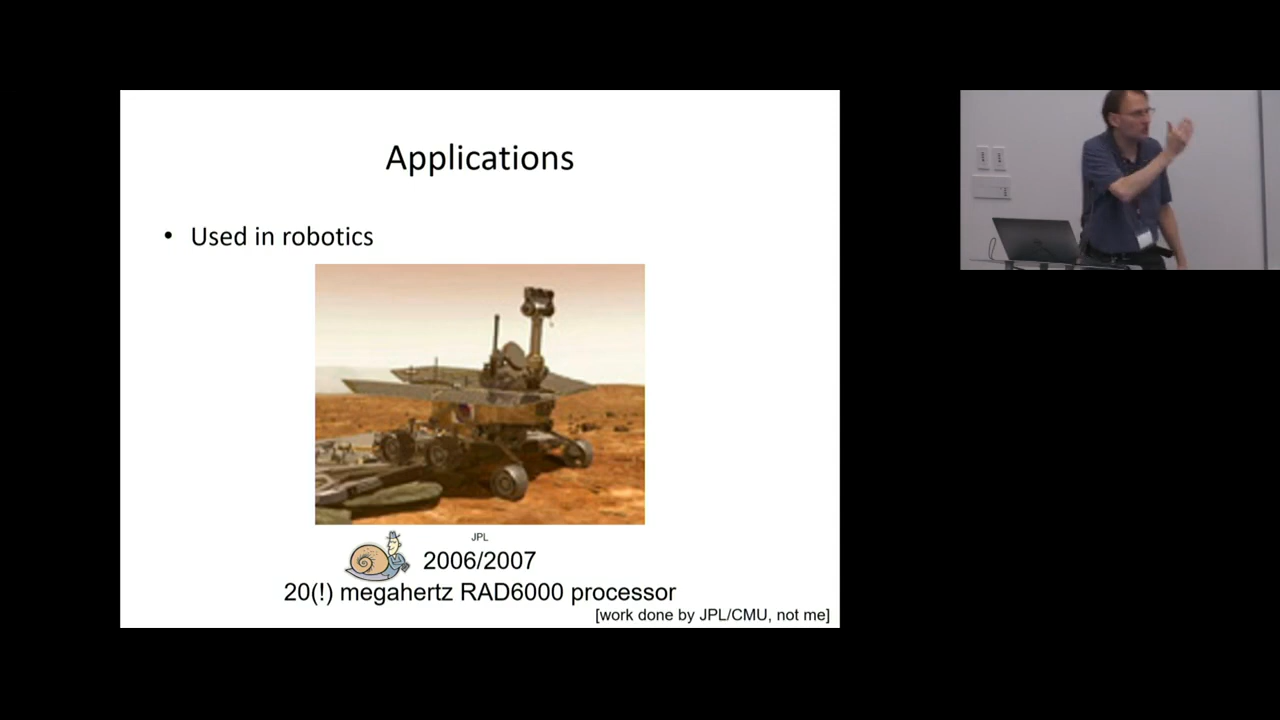 Applications
• Used in robotics
JPL
2006/2007
20(!) megahertz RAD6000 processor
[work done by JPL/CMU, not me]